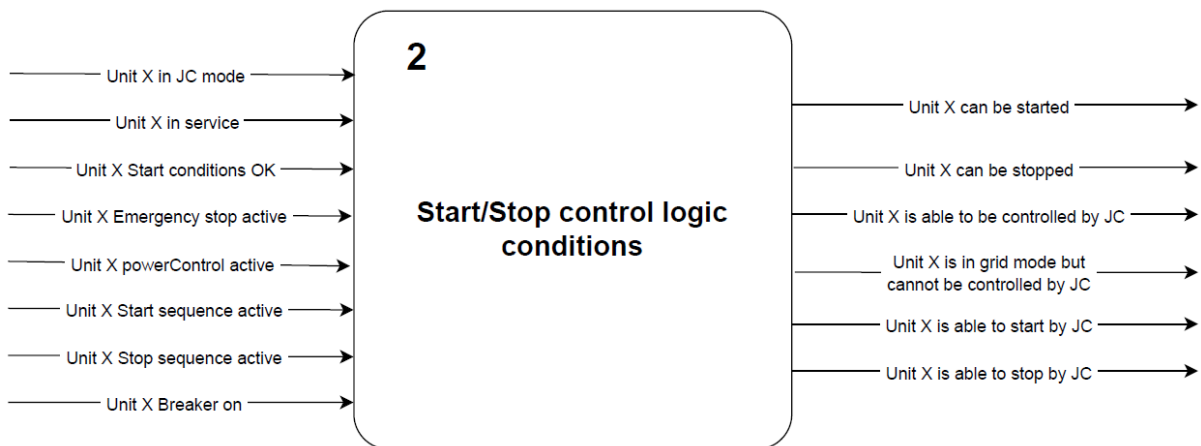 2
Unit X in JC mode
Unit X in service
Unit X Start conditions OK
Unit X Emergency stop active
Unit X powerControl active
Unit X Start sequence active
Unit X Stop sequence active
Unit X Breaker on
Start/Stop control logic
conditions
Unit X can be started
Unit X can be stopped
Unit X is able to be controlled by JC
Unit X is in grid mode but
cannot be controlled by JC
Unit X is able to start by JC
Unit X is able to stop by JC